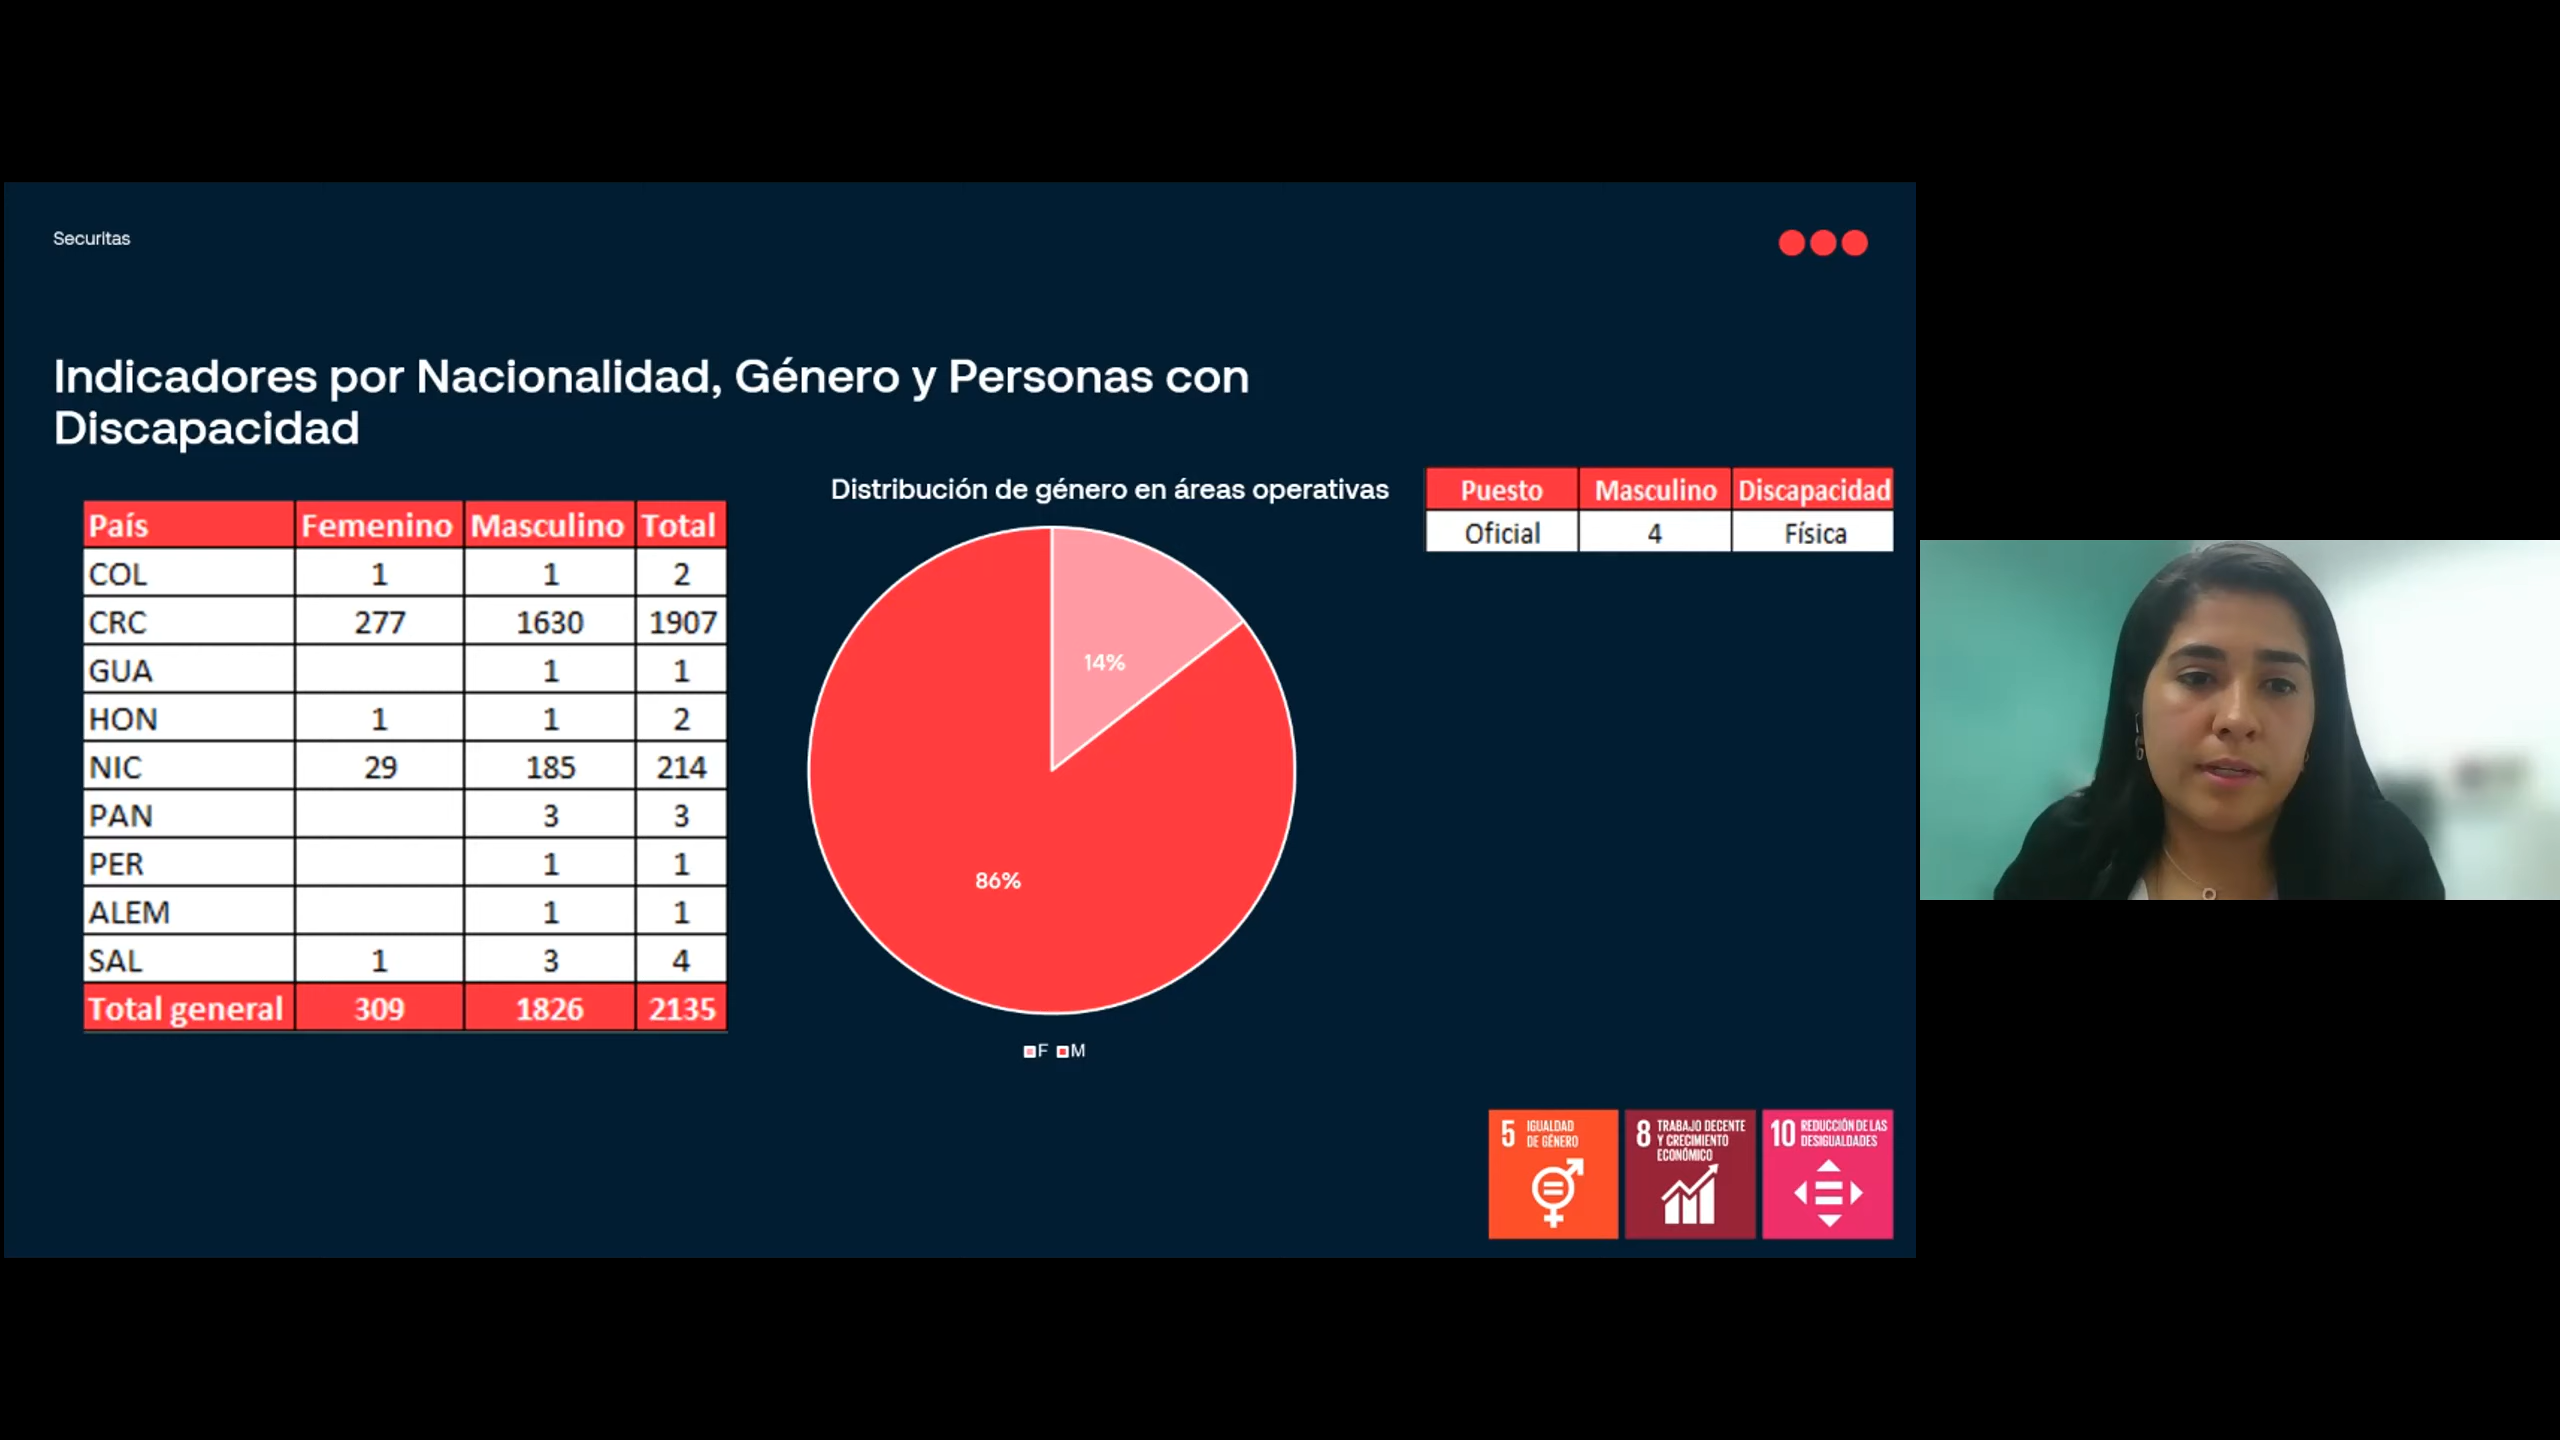 Securitas
Indicadores por Nacionalidad, Género y Personas con
Discapacidad
País Femenino Masculino Total
COL 1 1 2
CRC 277 1630 1907
GUA 1 1
HON 1 1 2
NIC 29 185 214
PAN 3 3
PER 1 1
ALEM 1 1
SAL 1 3 4
Total general 309 1826 2135
Distribución de género en áreas operativas
14%
86%
F M
Puesto Masculino Discapacidad
Oficial 4 Física
5 IGUALDAD
DE GÉNERO
8 TRABAJO DECENTE
Y CRECIMIENTO
ECONÓMICO
10 REDUCCIÓN DE LAS
DESIGUALDADES